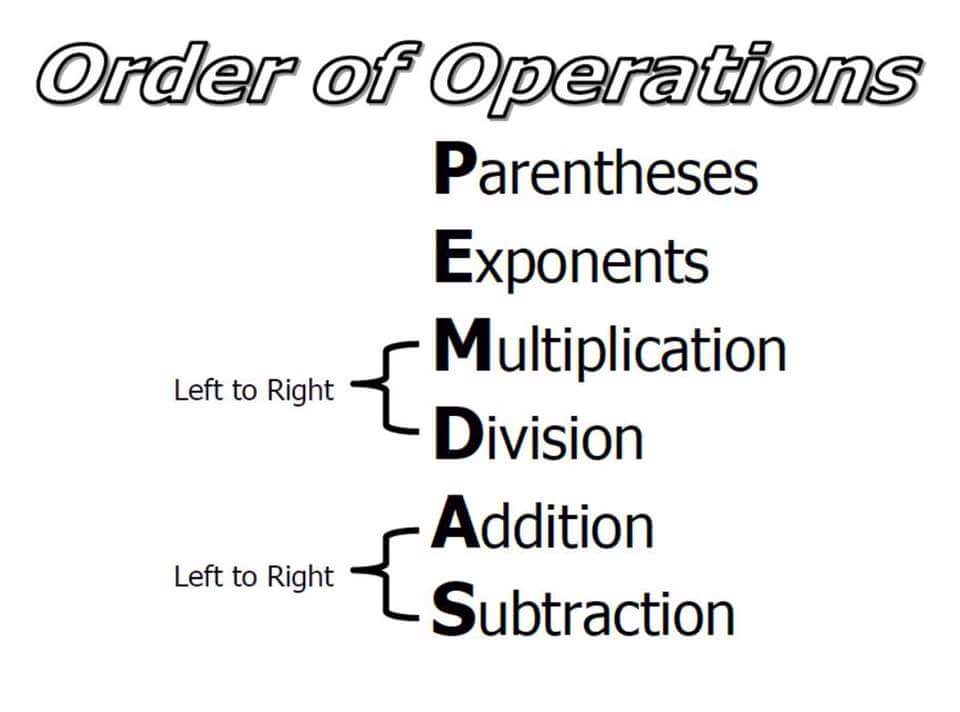 Order of Operations
Parentheses
Exponents
Multiplication
Left to Right
Division
Addition
Left to Right
Subtraction